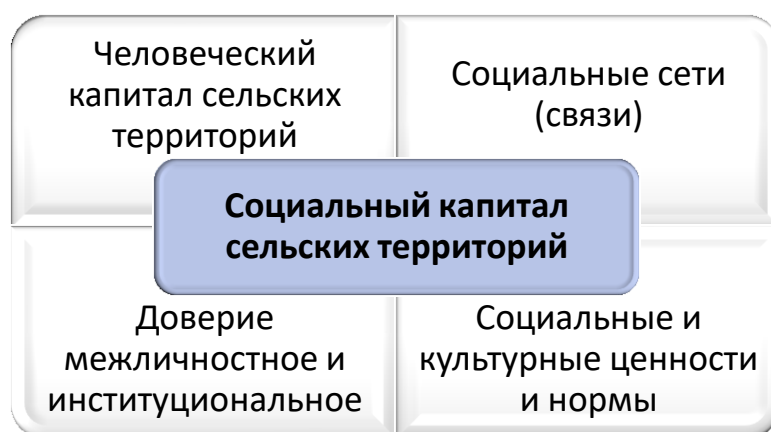 Человеческий
капитал сельских
территорий
Социальные сети
(связи)
Социальный капитал
сельских территорий
Доверие
межличностное и
институциональное
Социальные и
культурные ценности
и нормы